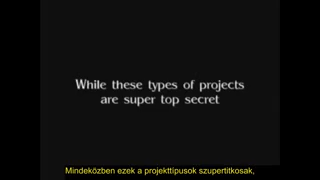 While these types of projects
are super top secret
Mindeközben ezek a projekttípusok szupertitkosak,